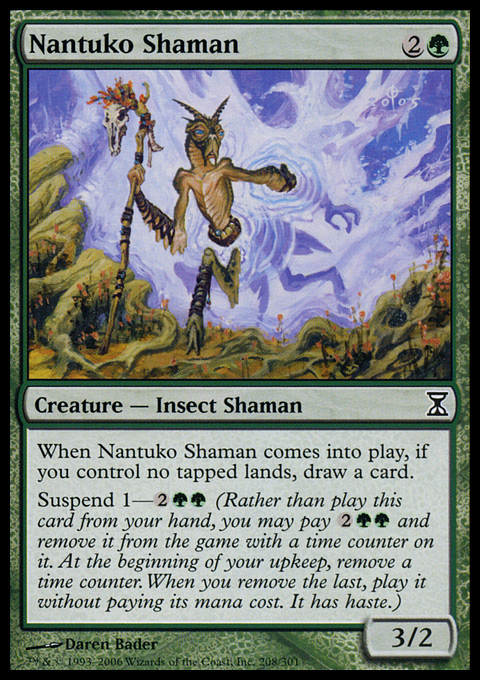 Nantuko Shaman 2
2005
Creature — Insect Shaman
When Nantuko Shaman comes into play, if
you control no tapped lands, draw a card.
Suspend 1—2 (Rather than play this
card from your hand, you may pay 2 and
remove it from the game with a time counter on
it. At the beginning of your upkeep, remove a
time counter. When you remove the last, play it
without paying its mana cost. It has haste.)
Daren Bader
3/2
™ & © 1993–2006 Wizards of the Coast, Inc. 208/301